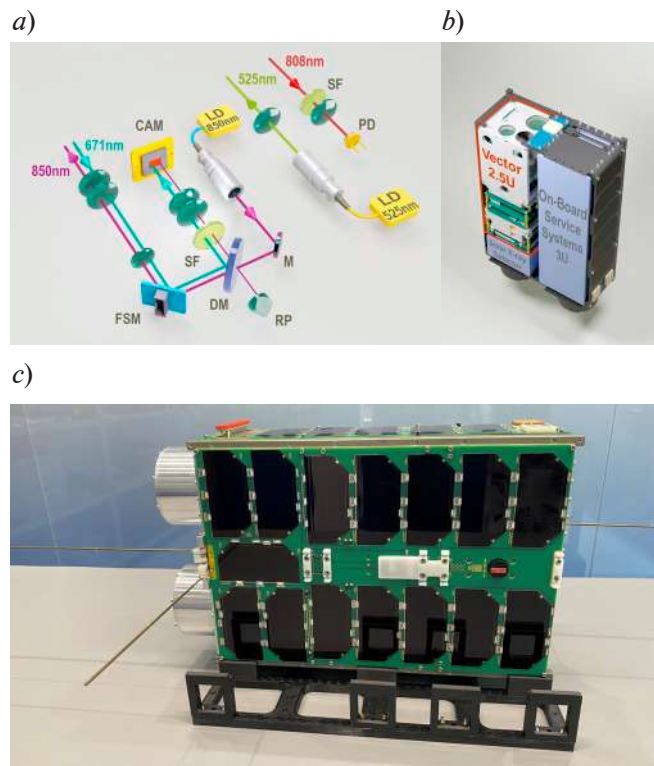 a)
b)
808nm
525nm
SF
PD
LD
850nm
CAM
671nm
850nm
LD
525nm
SF
M
DM
FSM
RP
Vector
2.5U
On-Board
Service
Systems
3U
c)